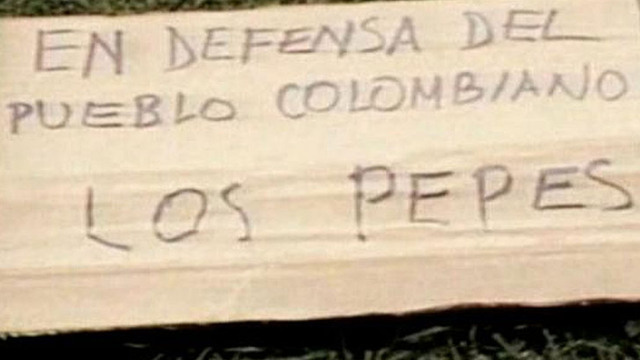 EN DEFENSA DEL
PUEBLO COLOMBIANO
LOS PEPES